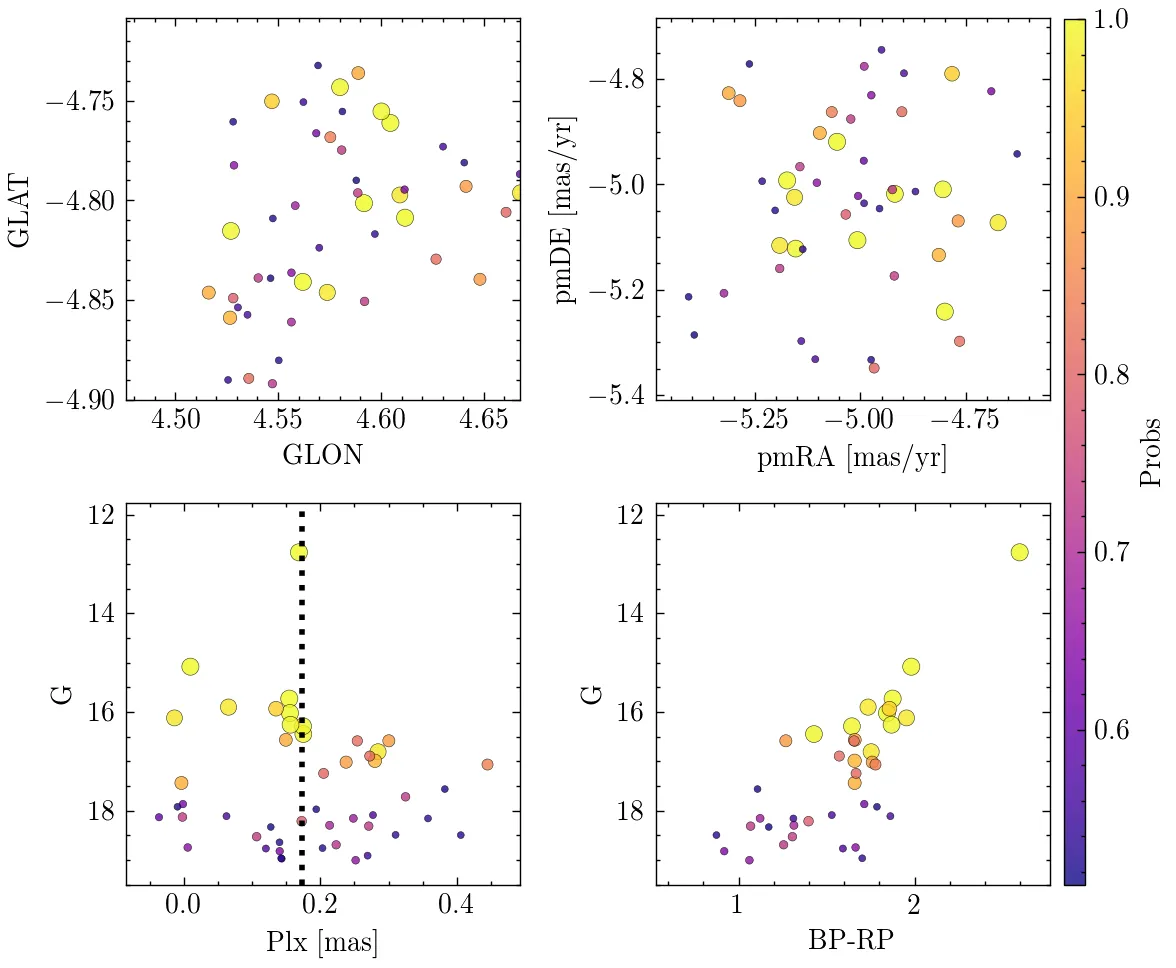 −4.75
−4.80
−4.85
−4.90
GLAT
4.50 4.55 4.60 4.65
GLON
−4.8
−5.0
−5.2
−5.4
pmDE [mas/yr]
−5.25 −5.00 −4.75
pmRA [mas/yr]
12
14
16
18
G
0.0 0.2 0.4
Plx [mas]
12
14
16
18
G
1 2
BP-RP
1.0
0.9
0.8
0.7
0.6
Probs